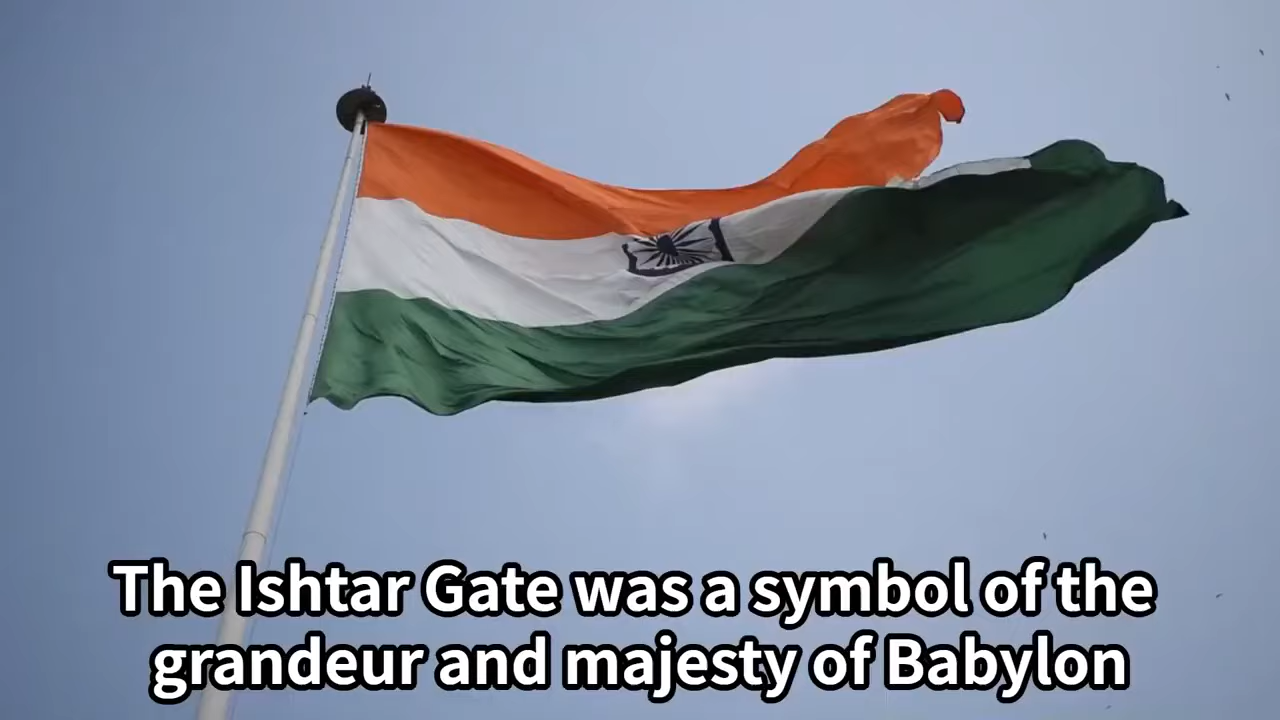 The Ishtar Gate was a symbol of the
grandeur and majesty of Babylon